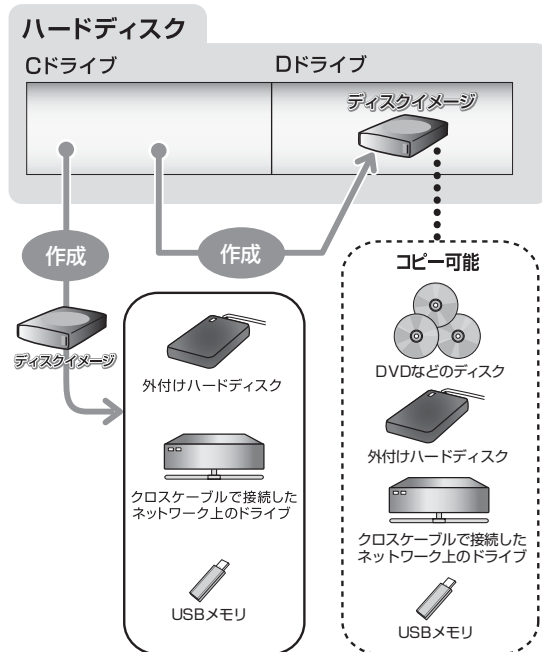 ハードディスク
Cドライブ
Dドライブ
ディスクイメージ
作成
作成
ディスクイメージ
外付けハードディスク
クロスケーブルで接続した
ネットワーク上のドライブ
USBメモリ
コピー可能
DVDなどのディスク
外付けハードディスク
クロスケーブルで接続した
ネットワーク上のドライブ
USBメモリ